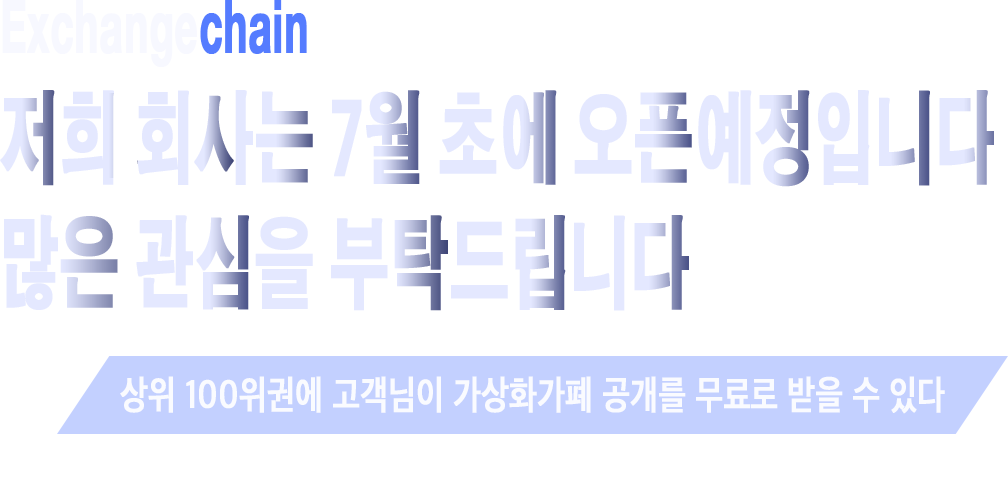 Exchangechain
저희 회사는 7월 초에 오픈예정입니다
많은 관심을 부탁드립니다
상위 100위권에 고객님이 가상화가폐 공개를 무료로 받을 수 있다